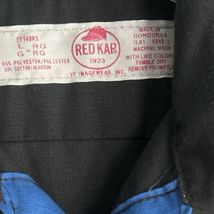 SY14BR3
L RG
G RG
65% POLYESTER/POLIESTER
35% COTTON/ALGODON
RED KAP
1923
VF IMAGEWEAR, INC.
MADE IN
HONDURAS
MACHINE WASH
WITH LIKE COLORS
TUMBLE DRY
REMOVE PROMPTLY